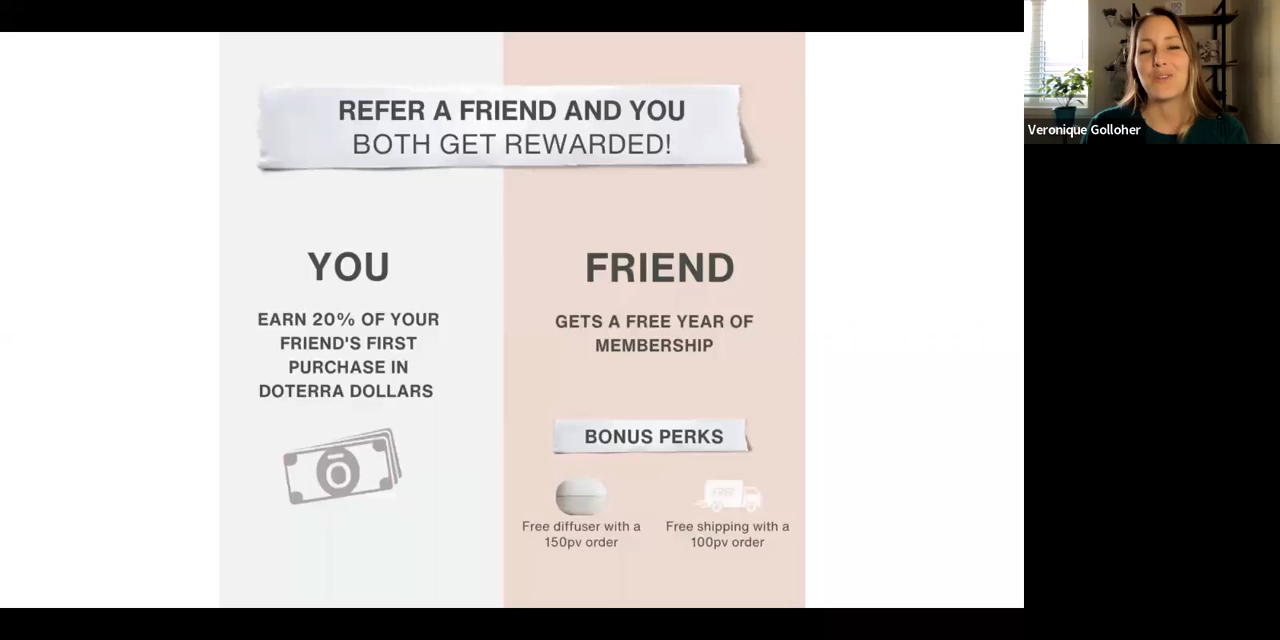 REFER A FRIEND AND YOU
BOTH GET REWARDED!
YOU
EARN 20% OF YOUR
FRIEND'S FIRST
PURCHASE IN
DOTERRA DOLLARS
FRIEND
GETS A FREE YEAR OF
MEMBERSHIP
BONUS PERKS
FREE
Free diffuser with a
150pv order
Free shipping with a
100pv order
Veronique Golloher